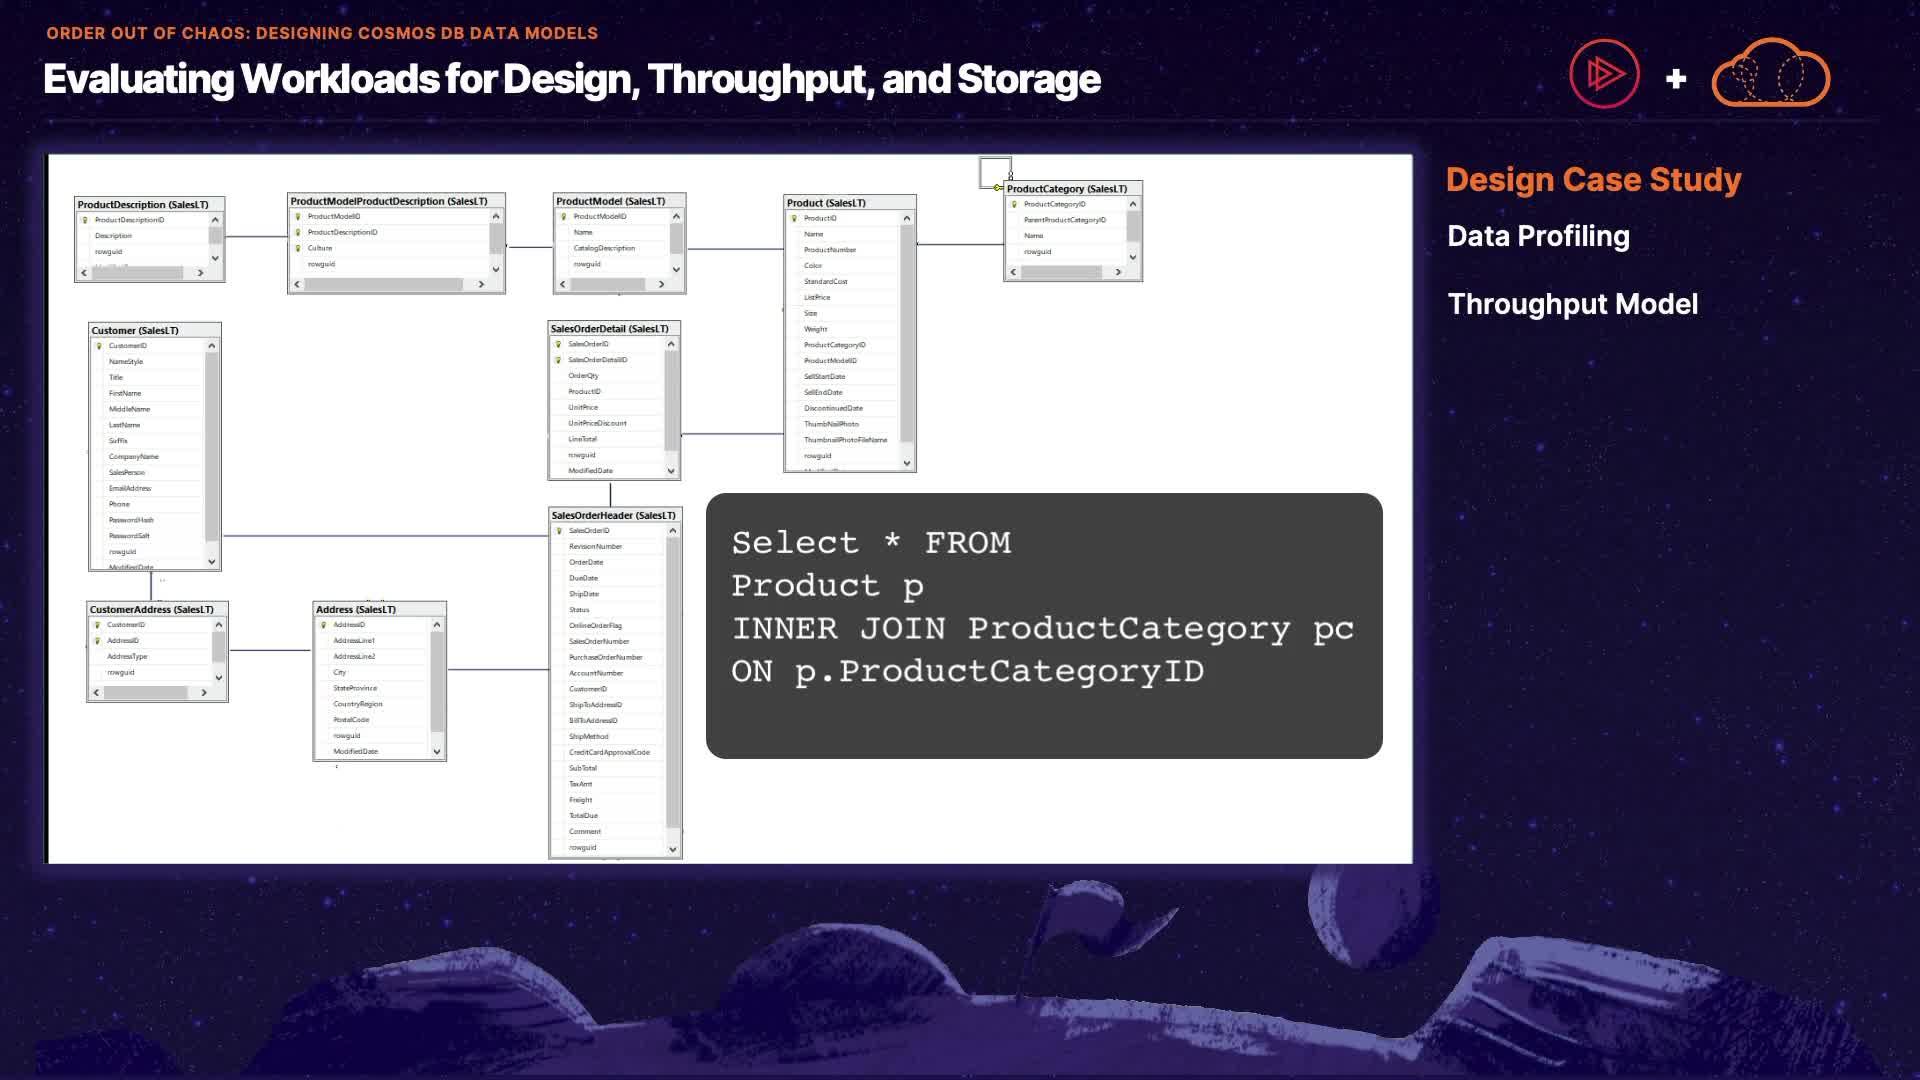 ORDER OUT OF CHAOS: DESIGNING COSMOS DB DATA MODELS
Evaluating Workloads for Design, Throughput, and Storage
Design Case Study
Data Profiling
Throughput Model
ProductDescription (SalesLT)
ProductDescriptionID
Description
rowguid
ProductModelProductDescription (SalesLT)
ProductModelID
ProductDescriptionID
Culture
rowguid
ProductModel (SalesLT)
ProductModelID
Name
CatalogDescription
rowguid
Product (SalesLT)
ProductID
Name
ProductNumber
Color
StandardCost
ListPrice
Size
Weight
ProductCategoryID
ProductModelID
SellStartDate
SellEndDate
DiscontinuedDate
ThumbNailPhoto
ThumbnailPhotoFileName
rowguid
ProductCategory (SalesLT)
ProductCategoryID
ParentProductCategoryID
Name
rowguid
Customer (SalesLT)
CustomerID
NameStyle
Title
FirstName
MiddleName
LastName
Suffix
CompanyName
SalesPerson
EmailAddress
Phone
PasswordHash
PasswordSalt
rowguid
ModifiedDate
SalesOrderDetail (SalesLT)
SalesOrderID
SalesOrderDetailID
OrderQty
ProductID
UnitPrice
UnitPriceDiscount
LineTotal
rowguid
ModifiedDate
SalesOrderHeader (SalesLT)
SalesOrderID
RevisionNumber
OrderDate
DueDate
ShipDate
Status
OnlineOrderFlag
SalesOrderNumber
PurchaseOrderNumber
AccountNumber
CustomerID
ShipToAddressID
BillToAddressID
ShipMethod
CreditCardApprovalCode
SubTotal
TaxAmt
Freight
TotalDue
Comment
rowguid
CustomerAddress (SalesLT)
CustomerID
AddressID
AddressType
rowguid
Address (SalesLT)
AddressID
AddressLine1
AddressLine2
City
StateProvince
CountryRegion
PostalCode
rowguid
ModifiedDate
Select * FROM
Product p
INNER JOIN ProductCategory pc
ON p.ProductCategoryID